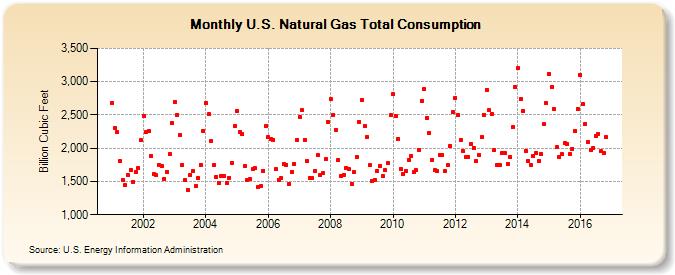 Monthly U.S. Natural Gas Total Consumption
Billion Cubic Feet
3,500
3,000
2,500
2,000
1,500
1,000
2002 2004 2006 2008 2010 2012 2014 2016
Source: U.S. Energy Information Administration